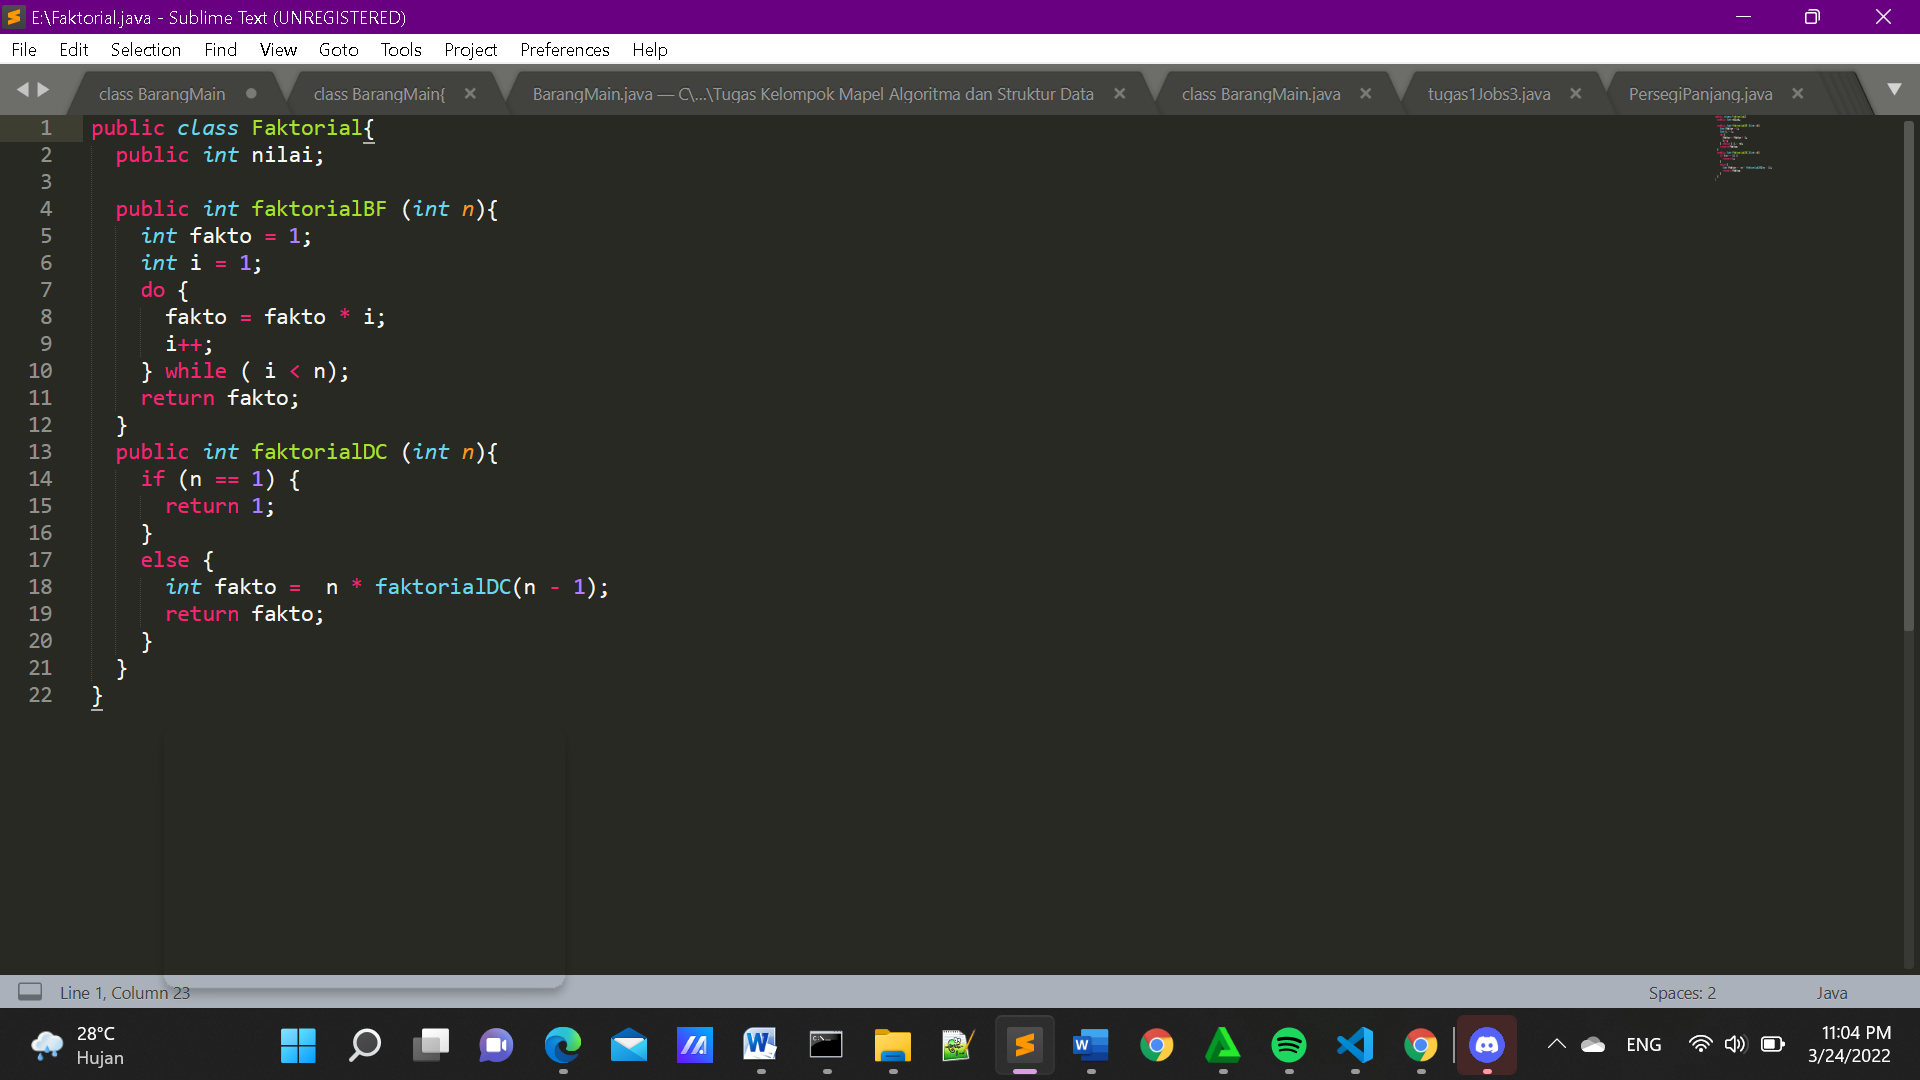 E:\Faktorial.java - Sublime Text (UNREGISTERED)
File Edit Selection Find View Goto Tools Project Preferences Help
class BarangMain class BarangMain{ BarangMain.java — C\...\Tugas Kelompok Mapel Algoritma dan Struktur Data class BarangMain.java tugas1Jobs3.java PersegiPanjang.java
1 public class Faktorial{
2 public int nilai;
3
4 public int faktorialBF (int n){
5 int fakto = 1;
6 int i = 1;
7 do {
8 fakto = fakto * i;
9 i++;
10 } while ( i < n);
11 return fakto;
12 }
13 public int faktorialDC (int n){
14 if (n == 1) {
15 return 1;
16 }
17 else {
18 int fakto =  n * faktorialDC(n - 1);
19 return fakto;
20 }
21 }
22 }
Line 1, Column 23 Spaces: 2 Java
28°C
Hujan
ENG
11:04 PM
3/24/2022